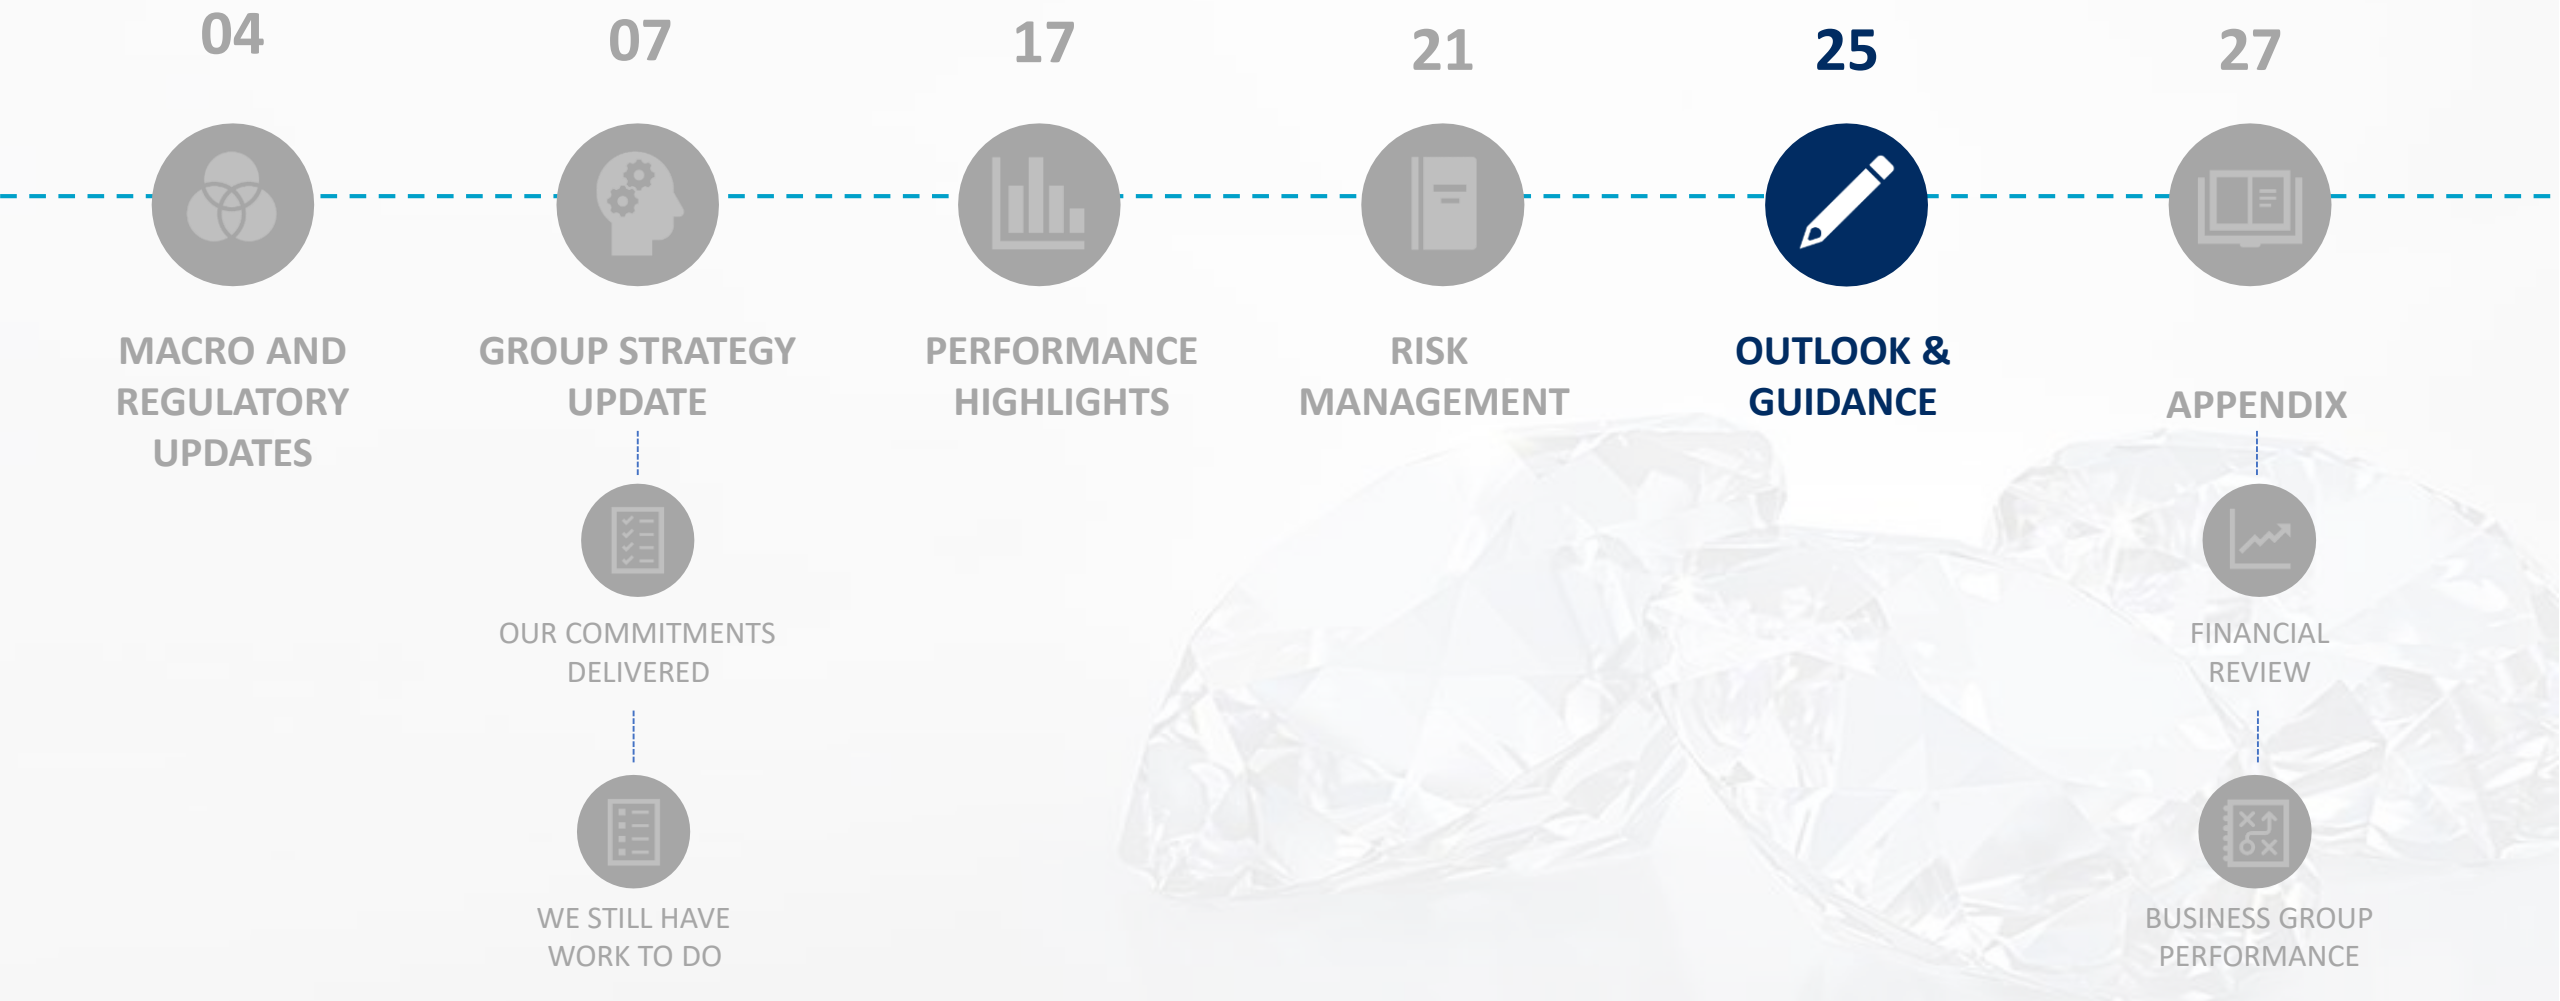 04
07
17
21
25
27
MACRO AND
REGULATORY
UPDATES
GROUP STRATEGY
UPDATE
OUR COMMITMENTS
DELIVERED
WE STILL HAVE
WORK TO DO
PERFORMANCE
HIGHLIGHTS
RISK
MANAGEMENT
OUTLOOK &
GUIDANCE
APPENDIX
FINANCIAL
REVIEW
BUSINESS GROUP
PERFORMANCE